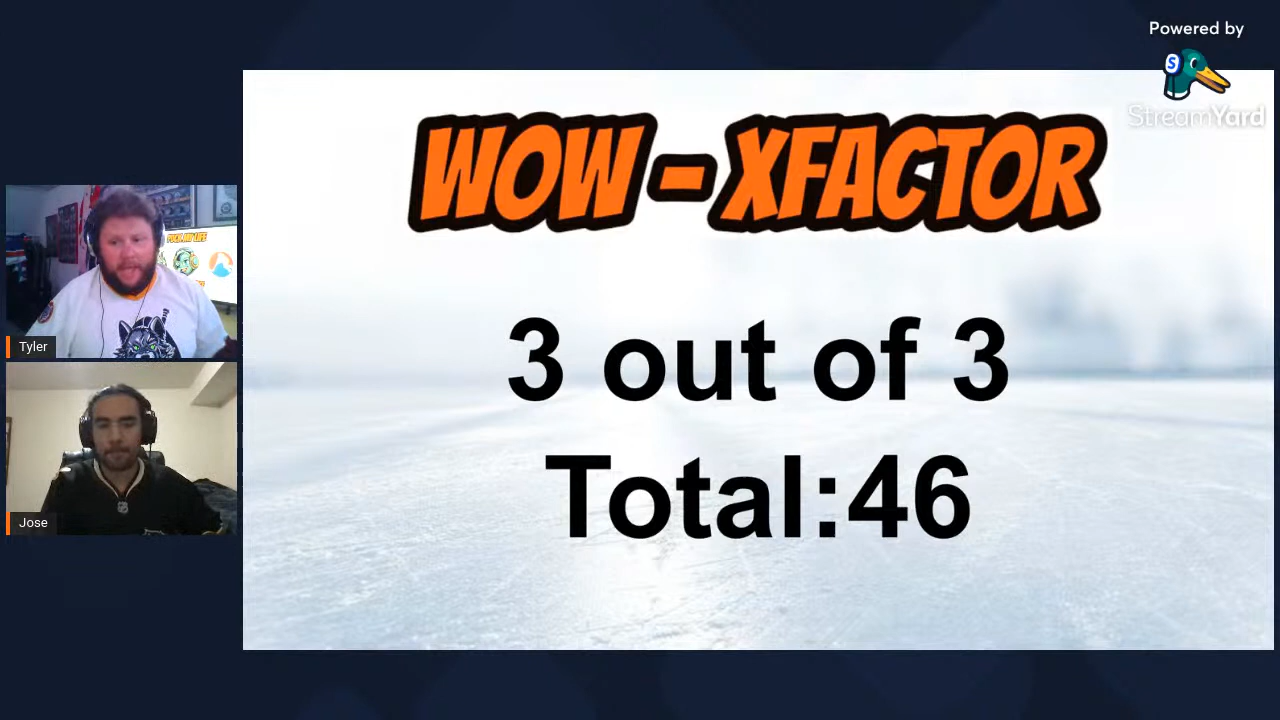 Powered by
StreamYard
WOW - XFACTOR
3 out of 3
Total:46
Tyler
Jose